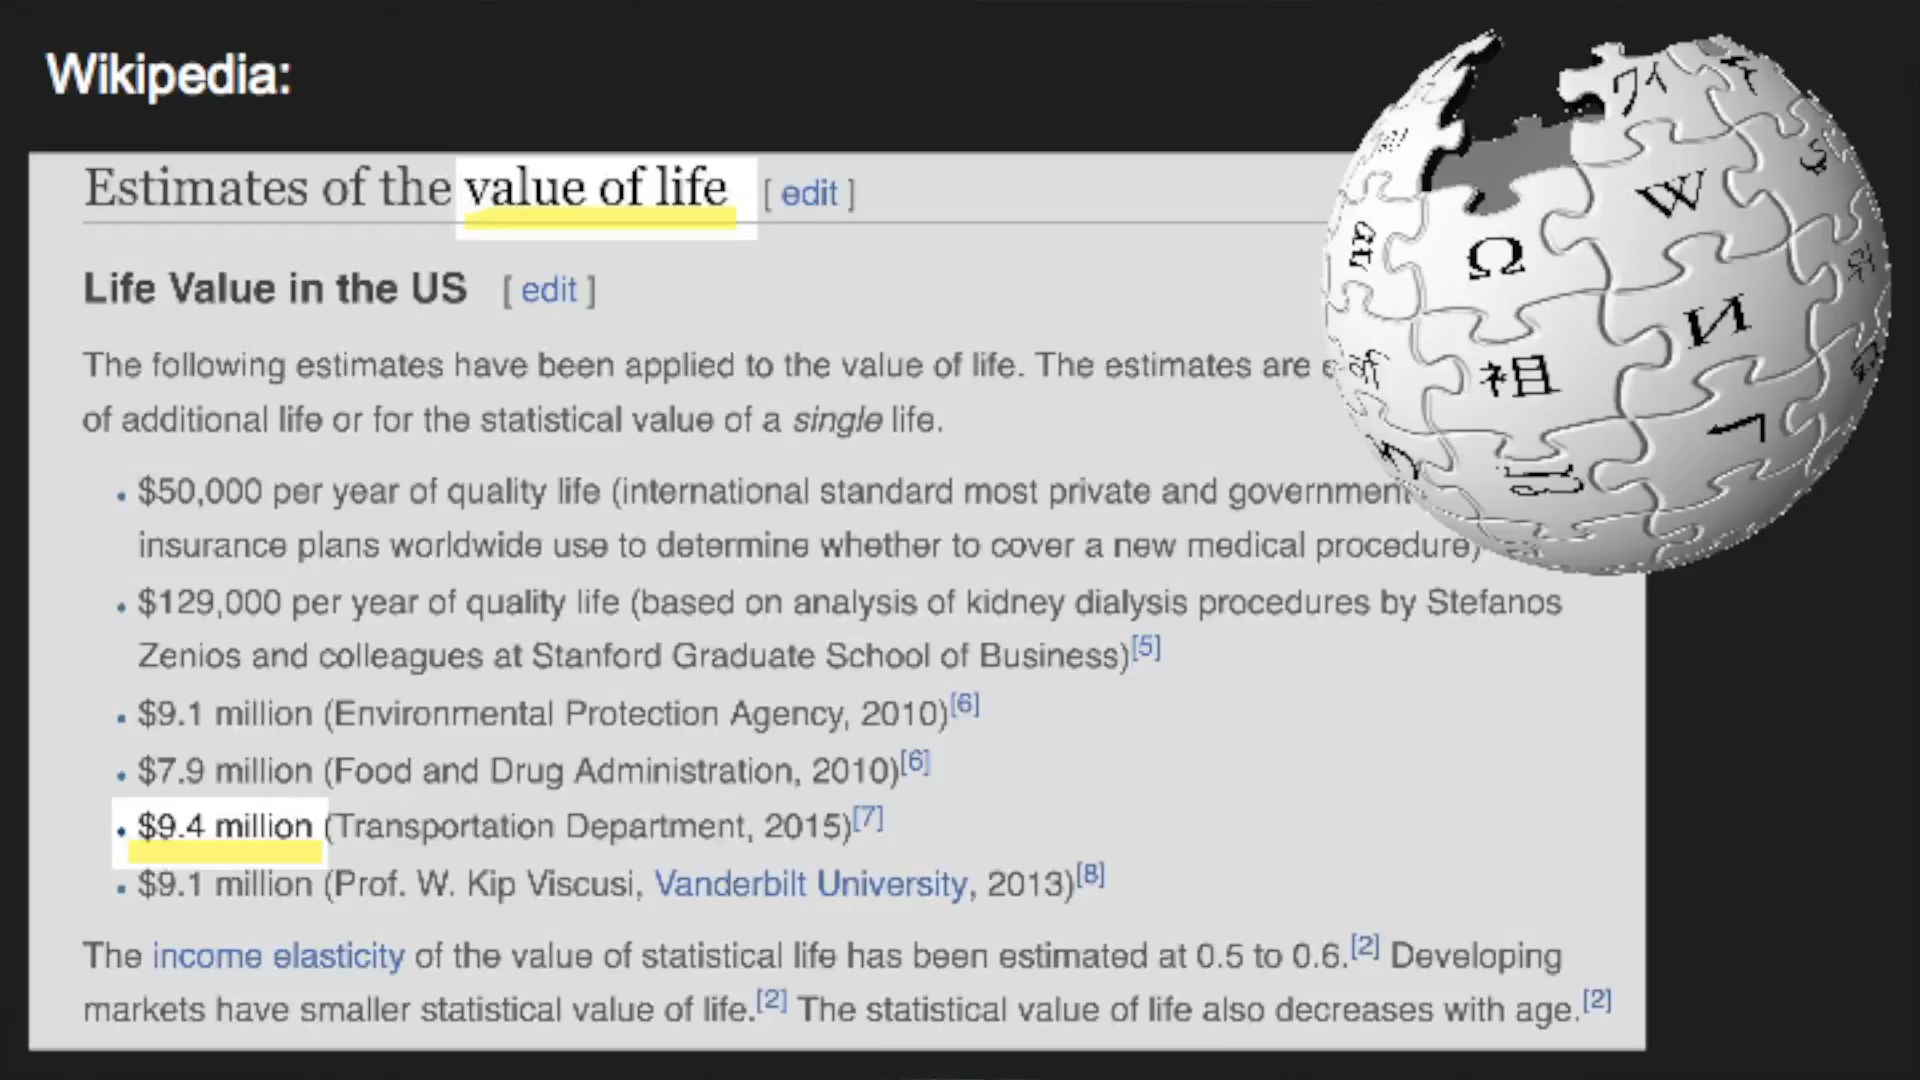 Wikipedia:
Estimates of the value of life [ edit ]
Life Value in the US [ edit ]
The following estimates have been applied to the value of life. The estimates are
of additional life or for the statistical value of a single life.
• $50,000 per year of quality life (international standard most private and government
insurance plans worldwide use to determine whether to cover a new medical procedure)
• $129,000 per year of quality life (based on analysis of kidney dialysis procedures by Stefanos
Zenios and colleagues at Stanford Graduate School of Business)[5]
• $9.1 million (Environmental Protection Agency, 2010)[6]
• $7.9 million (Food and Drug Administration, 2010)[6]
• $9.4 million (Transportation Department, 2015)[7]
• $9.1 million (Prof. W. Kip Viscusi, Vanderbilt University, 2013)[8]
The income elasticity of the value of statistical life has been estimated at 0.5 to 0.6.[2] Developing
markets have smaller statistical value of life.[2] The statistical value of life also decreases with age.[2]
W
Ω
И
祖